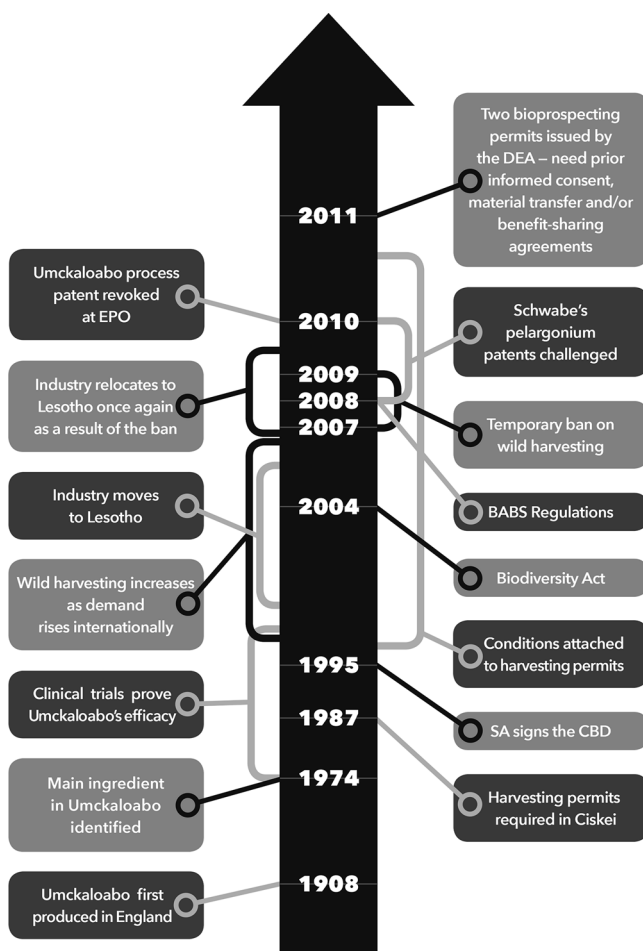 Two bioprospecting
permits issued by
the DEA – need prior
informed consent,
material transfer and/or
benefit-sharing
agreements
2011
Umckaloabo process
patent revoked
at EPO
2010
Schwabe's
pelargonium
patents challenged
2009
Industry relocates to
Lesotho once again
as a result of the ban
2008
2007
Temporary ban on
wild harvesting
Industry moves
to Lesotho
2004
BABS Regulations
Wild harvesting increases
as demand
rises internationally
Biodiversity Act
Conditions attached
to harvesting permits
1995
Clinical trials prove
Umckaloabo's efficacy
1987
SA signs the CBD
1974
Main ingredient
in Umckaloabo
identified
Harvesting permits
required in Ciskei
1908
Umckaloabo first
produced in England